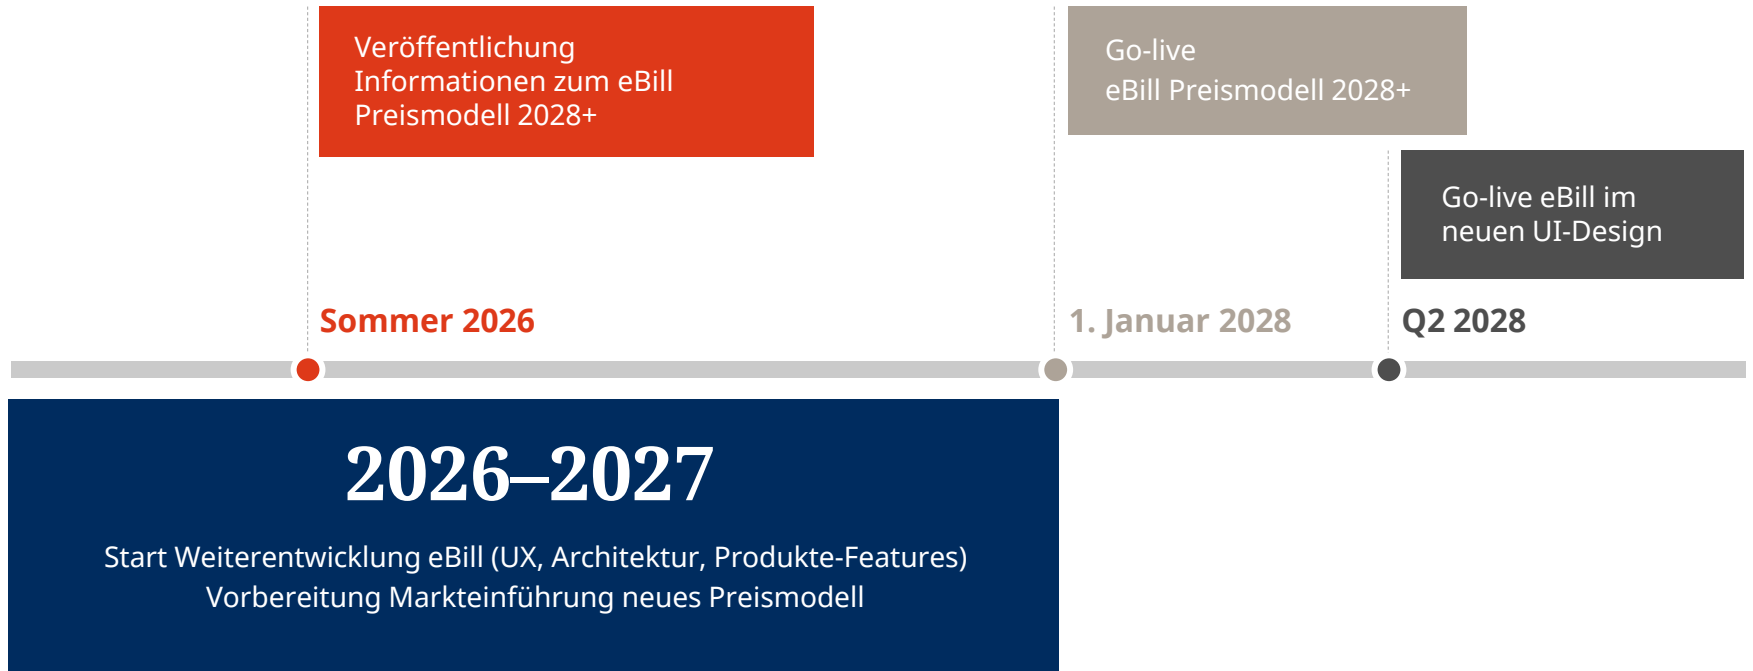 Veröffentlichung
Informationen zum eBill
Preismodell 2028+
Go-live
eBill Preismodell 2028+
Go-live eBill im
neuen UI-Design
Sommer 2026
1. Januar 2028
Q2 2028
2026–2027
Start Weiterentwicklung eBill (UX, Architektur, Produkte-Features)
Vorbereitung Markteinführung neues Preismodell